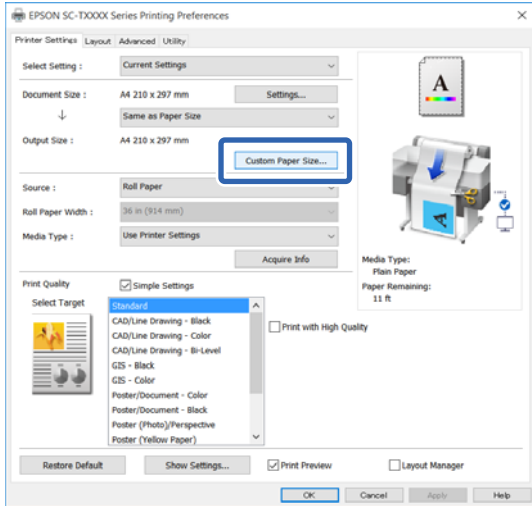 EPSON SC-TXXXX Series Printing Preferences
Printer Settings Layout Advanced Utility
Select Setting : Current Settings
Document Size : A4 210 x 297 mm Settings...
Same as Paper Size
Output Size : A4 210 x 297 mm
Custom Paper Size...
Source : Roll Paper
Roll Paper Width : 36 in (914 mm)
Media Type : Use Printer Settings
Acquire Info
A
A
Media Type:
Plain Paper
Paper Remaining:
11 ft
Print Quality Simple Settings
Select Target
Standard
CAD/Line Drawing - Black
CAD/Line Drawing - Color
CAD/Line Drawing - Bi-Level
GIS - Black
GIS - Color
Poster/Document - Color
Poster/Document - Black
Poster (Photo)/Perspective
Poster (Yellow Paper)
Print with High Quality
Restore Default Show Settings... Print Preview Layout Manager
OK Cancel Apply Help